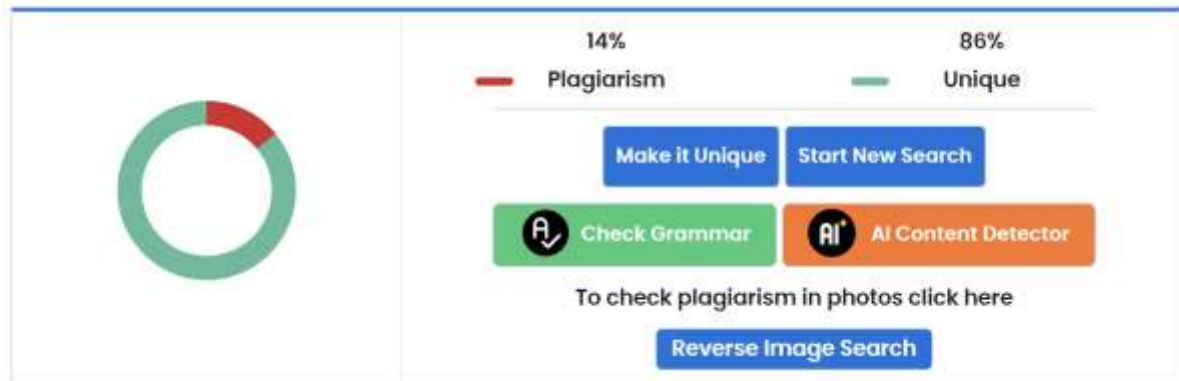 14%
86%
Plagiarism
Unique
Make it Unique
Start New Search
Check Grammar
AI Content Detector
To check plagiarism in photos click here
Reverse Image Search